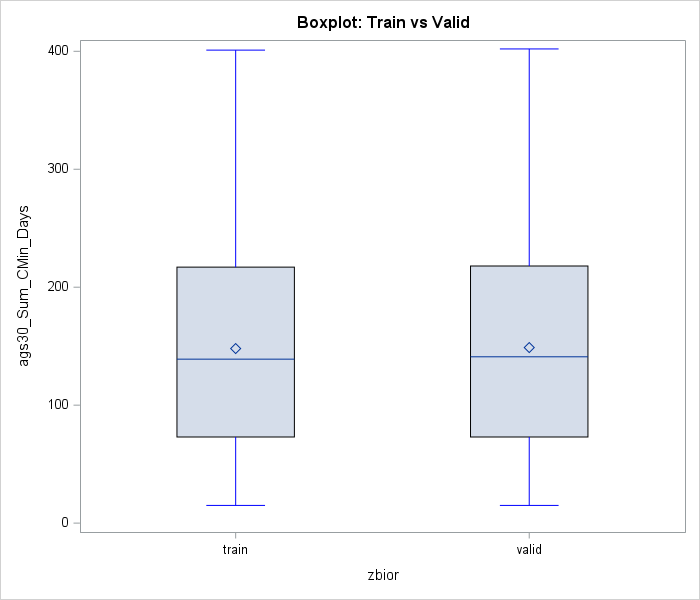 Boxplot: Train vs Valid
400
300
200
100
0
ags30_Sum_CMin_Days
train
valid
zbior